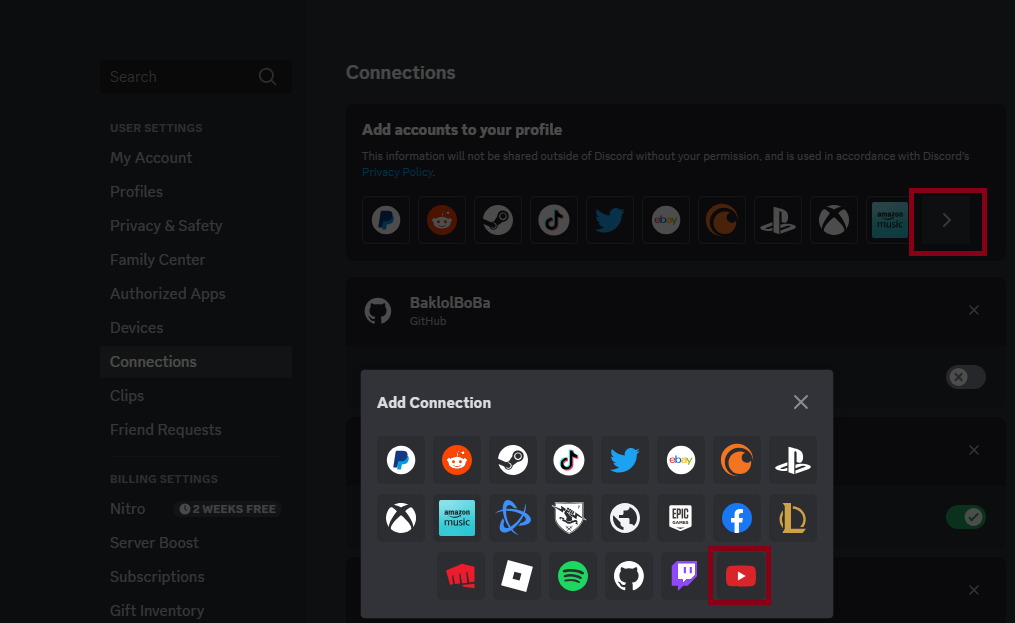 Search
USER SETTINGS
My Account
Profiles
Privacy & Safety
Family Center
Authorized Apps
Devices
Connections
Clips
Friend Requests
BILLING SETTINGS
Nitro
2 WEEKS FREE
Server Boost
Subscriptions
Gift Inventory
Connections
Add accounts to your profile
This information will not be shared outside of Discord without your permission, and is used in accordance with Discord's
Privacy Policy.
ebay
amazon
music
BaklolBoBa
GitHub
Add Connection
ebay
amazon
music
EPIC
GAMES